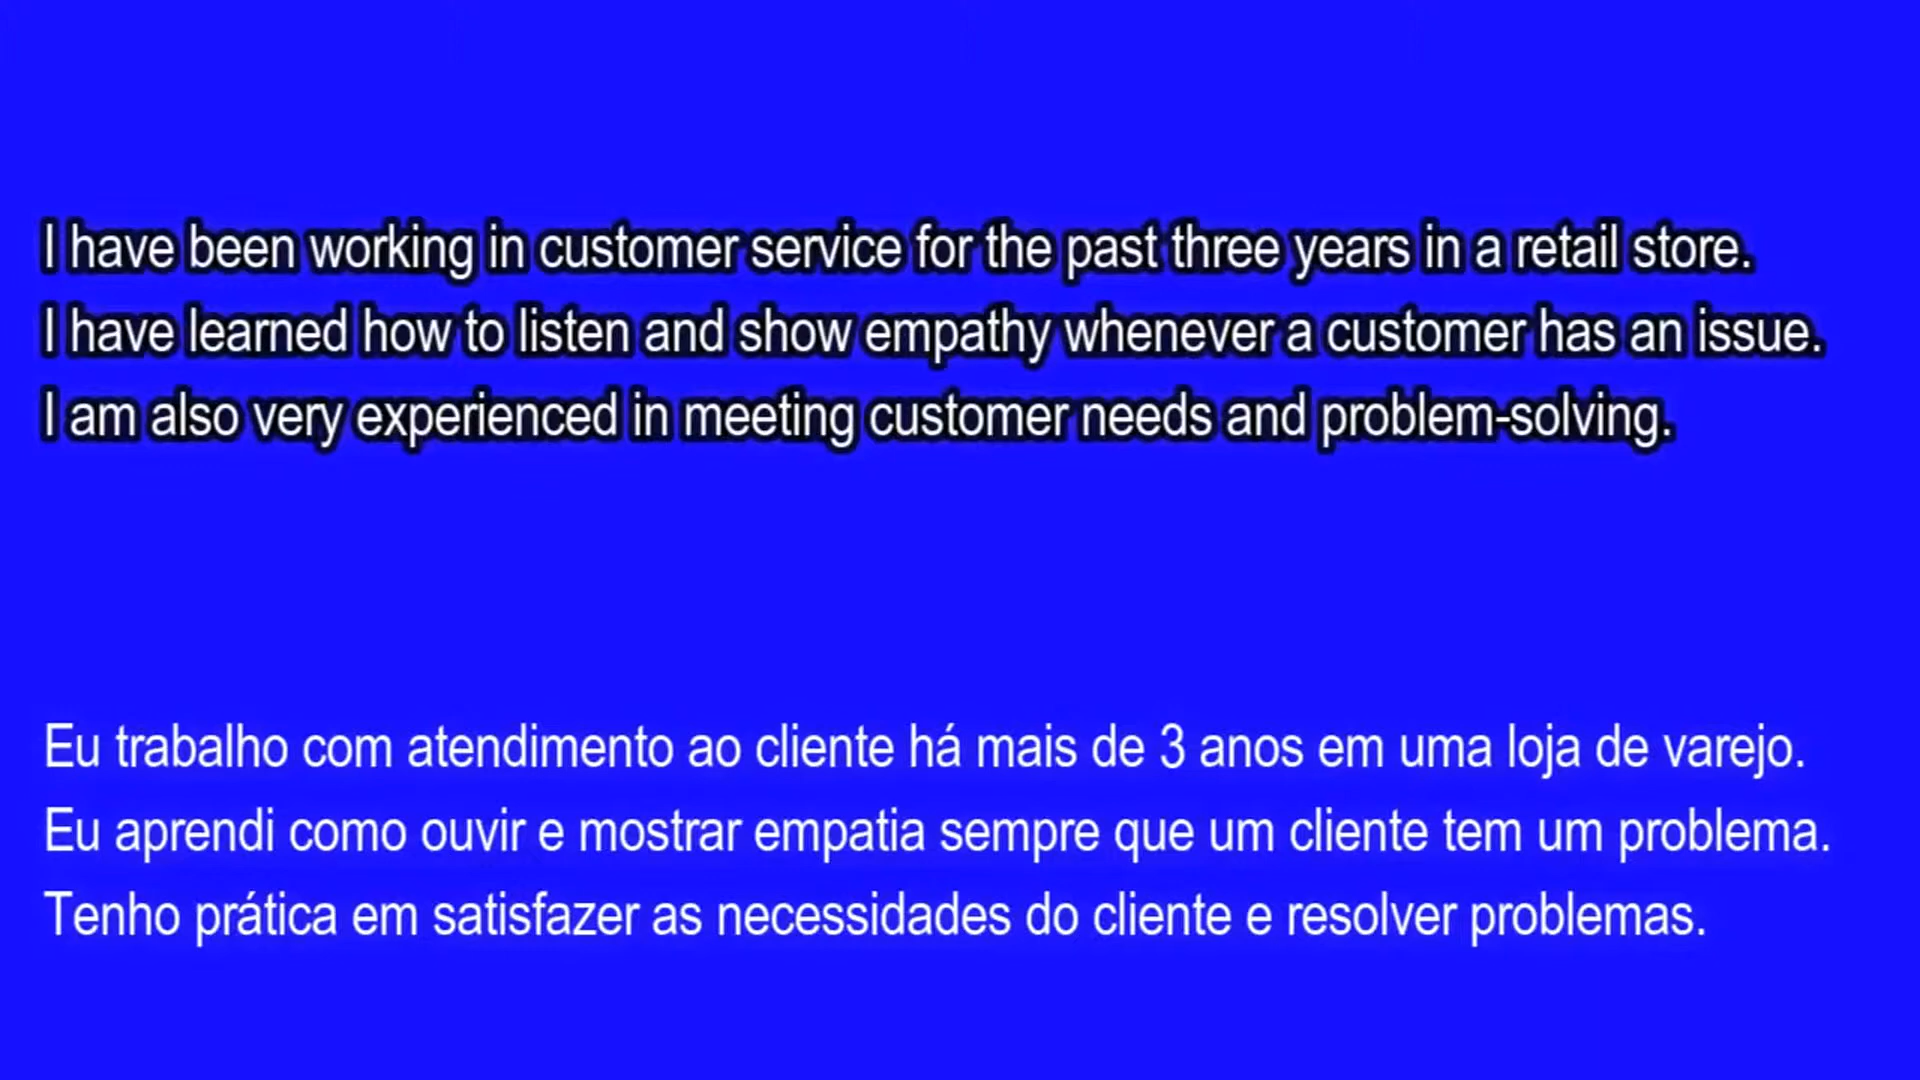 I have been working in customer service for the past three years in a retail store.
I have learned how to listen and show empathy whenever a customer has an issue.
I am also very experienced in meeting customer needs and problem-solving.
Eu trabalho com atendimento ao cliente há mais de 3 anos em uma loja de varejo.
Eu aprendi como ouvir e mostrar empatia sempre que um cliente tem um problema.
Tenho prática em satisfazer as necessidades do cliente e resolver problemas.